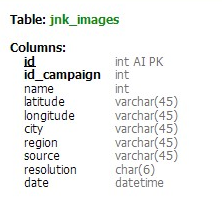 Table: jnk_images
Columns:
id int AI PK
id_campaign int
name int
latitude varchar(45)
longitude varchar(45)
city varchar(45)
region varchar(45)
source varchar(45)
resolution char(6)
date datetime